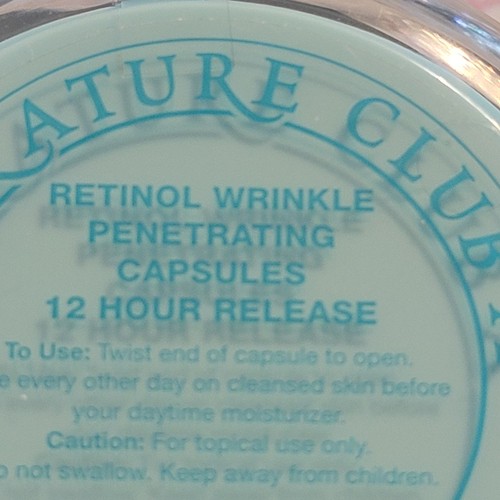 ATURE CLUB
RETINOL WRINKLE
PENETRATING
CAPSULES
12 HOUR RELEASE
To Use: Twist end of capsule to open.
every other day on cleansed skin before
your daytime moisturizer.
Caution: For topical use only.
not swallow. Keep away from children.